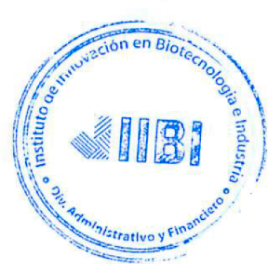 Instituto de Innovación en Biotecnología e Industria
IIBI
Div. Administrativo y Financiero